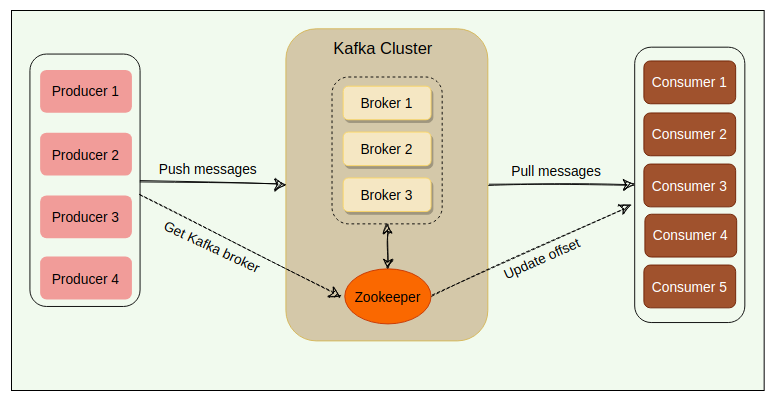 Kafka Cluster
Producer 1
Producer 2
Producer 3
Producer 4
Push messages
Get Kafka broker
Broker 1
Broker 2
Broker 3
Zookeeper
Pull messages
Update offset
Consumer 1
Consumer 2
Consumer 3
Consumer 4
Consumer 5